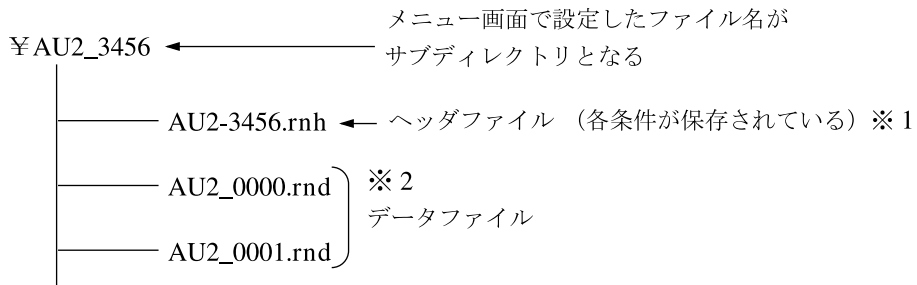 メニュー画面で設定したファイル名が
¥AU2_3456
サブディレクトリとなる
AU2-3456.rnh
ヘッダファイル (各条件が保存されている) ※1
AU2_0000.rnd
※2
データファイル
AU2_0001.rnd